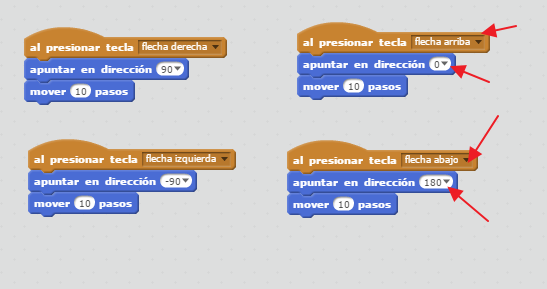 al presionar tecla flecha derecha
apuntar en dirección 90
mover 10 pasos
al presionar tecla flecha arriba
apuntar en dirección 0
mover 10 pasos
al presionar tecla flecha izquierda
apuntar en dirección -90
mover 10 pasos
al presionar tecla flecha abajo
apuntar en dirección 180
mover 10 pasos